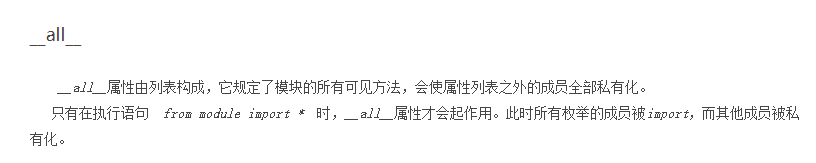 __all__
__all__属性由列表构成，它规定了模块的所有可见方法，会使属性列表之外的成员全部私有化。
只有在执行语句 from module import * 时，__all__属性才会起作用。此时所有枚举的成员被import，而其他成员被私
有化。